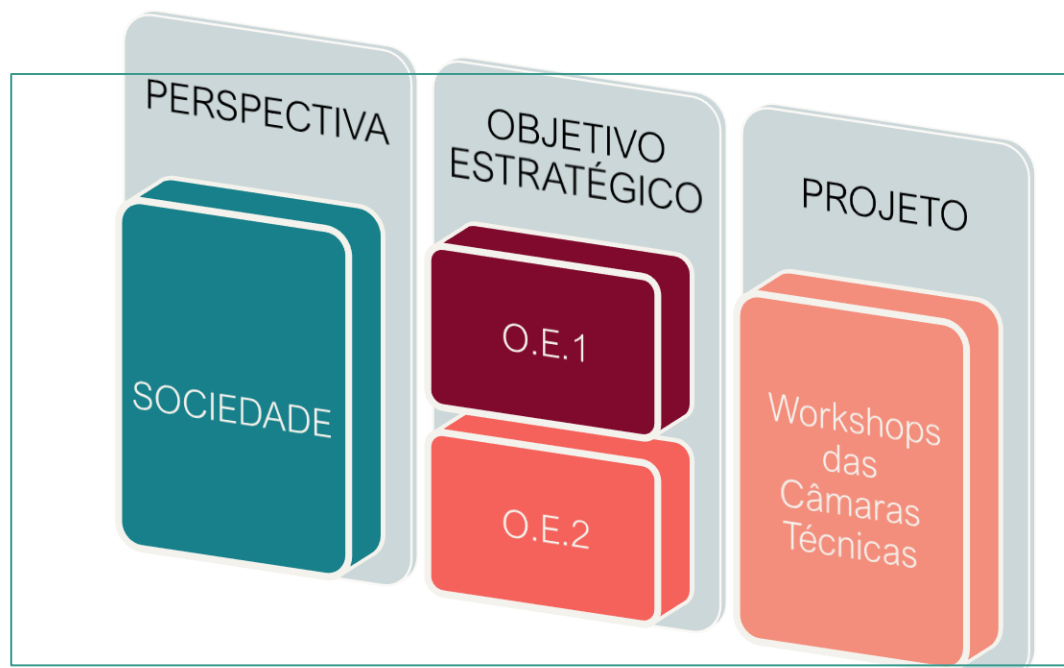 PERSPECTIVA
SOCIEDADE
OBJETIVO
ESTRATÉGICO
O.E.1
O.E.2
PROJETO
Workshops
das
Câmaras
Técnicas